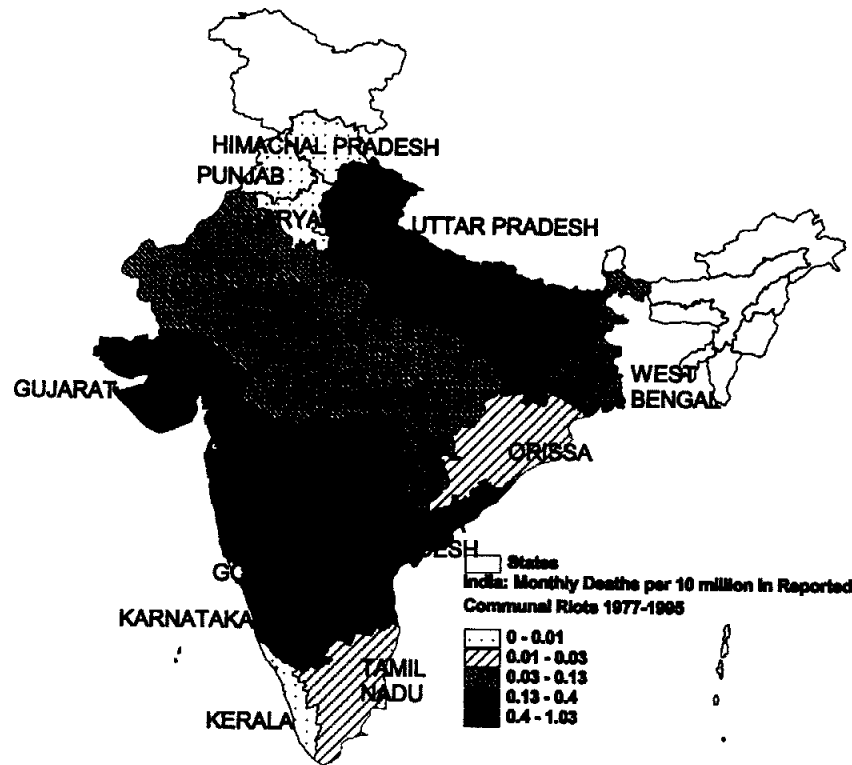 HIMACHAL PRADESH
PUNJAB
UTTAR PRADESH
WEST
BENGAL
GUJARAT
ORISSA
States
India: Monthly Deaths per 10 million in Reported
Communal Riots 1977-1995
KARNATAKA
0 - 0.01
0.01 - 0.03
0.03 - 0.13
0.13 - 0.4
0.4 - 1.03
TAMIL
NADU
KERALA